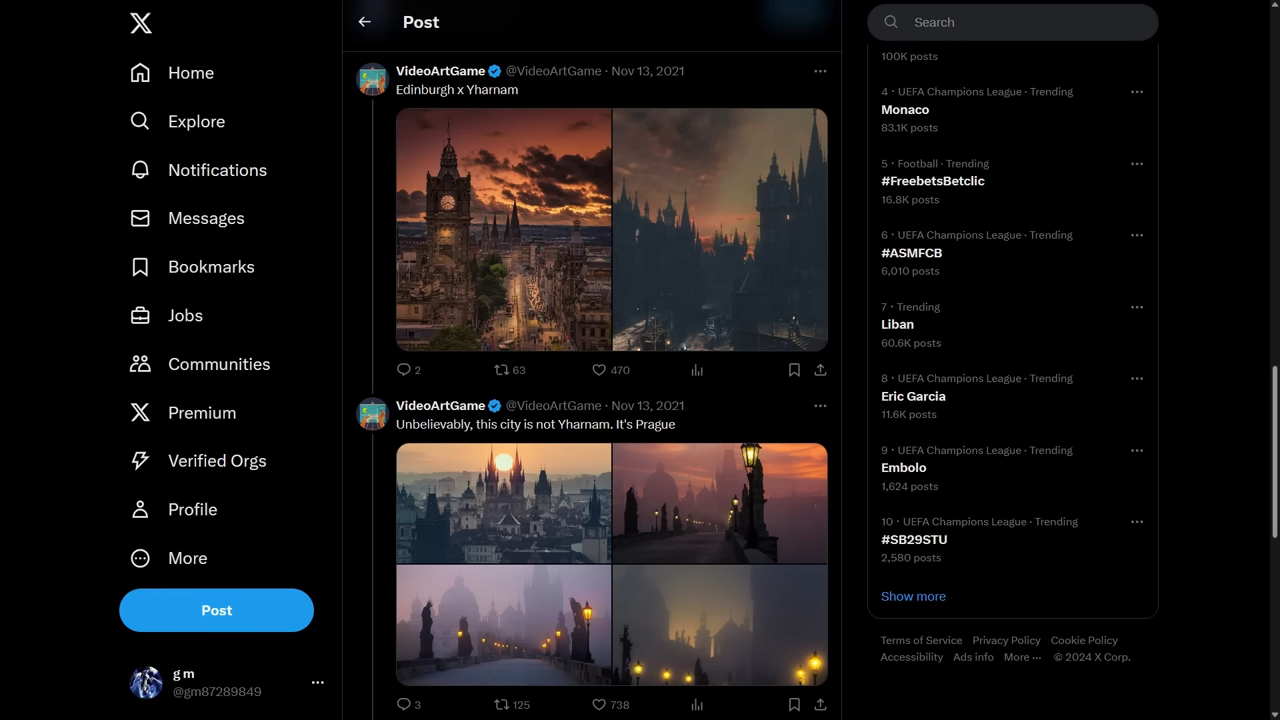 Home
Explore
Notifications
Messages
Bookmarks
Jobs
Communities
Premium
Verified Orgs
Profile
More
Post
g m
@gm87289849
Post
VideoArtGame @VideoArtGame · Nov 13, 2021
Edinburgh x Yharnam
2 63 470
VideoArtGame @VideoArtGame · Nov 13, 2021
Unbelievably, this city is not Yharnam. It's Prague
3 125 738
Search
100K posts
4 · UEFA Champions League · Trending
Monaco
83.1K posts
5 · Football · Trending
#FreebetsBetclic
16.8K posts
6 · UEFA Champions League · Trending
#ASMFCB
6,010 posts
7 · Trending
Liban
60.6K posts
8 · UEFA Champions League · Trending
Eric Garcia
11.6K posts
9 · UEFA Champions League · Trending
Embolo
1,624 posts
10 · UEFA Champions League · Trending
#SB29STU
2,580 posts
Show more
Terms of Service Privacy Policy Cookie Policy
Accessibility Ads info More ··· © 2024 X Corp.